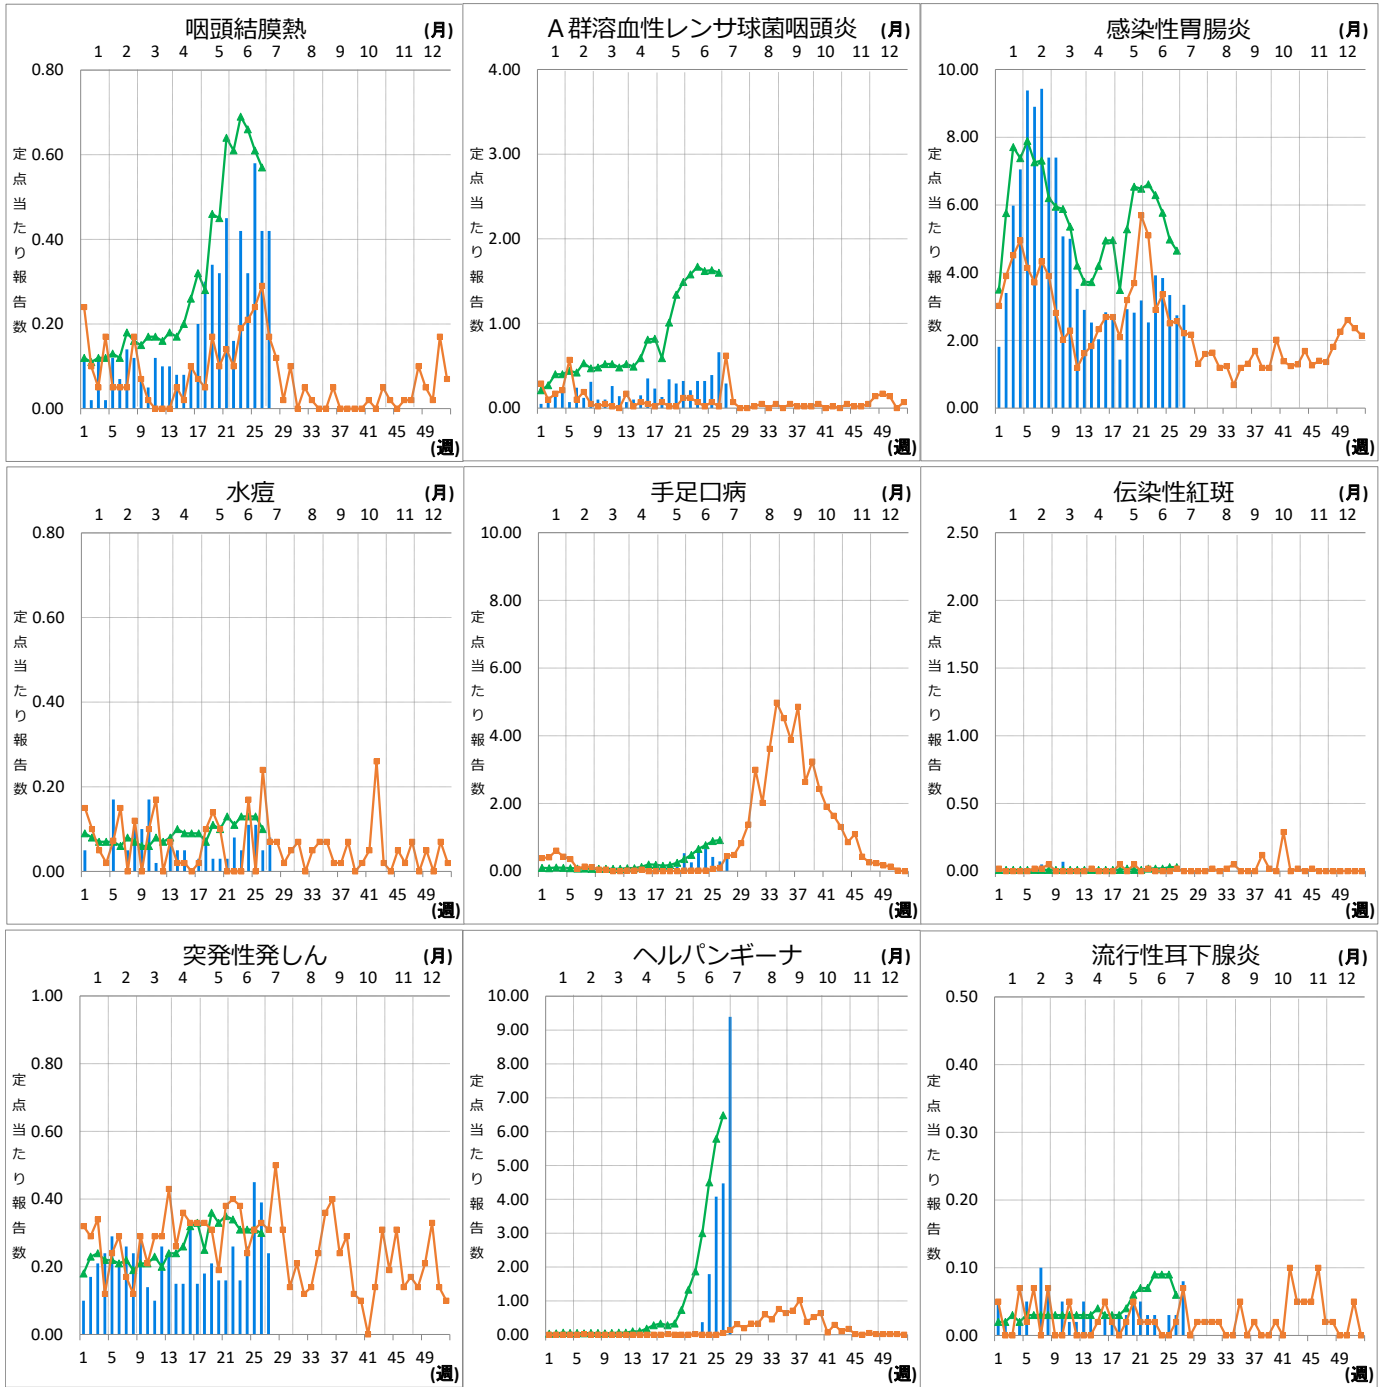 咽頭結膜熱
(月)
1 2 3 4 5 6 7 8 9 10 11 12
0.80
0.60
0.40
0.20
0.00
定点当たり報告数
1 5 9 13 17 21 25 29 33 37 41 45 49
(週)
A群溶血性レンサ球菌咽頭炎
(月)
1 2 3 4 5 6 7 8 9 10 11 12
4.00
3.00
2.00
1.00
0.00
定点当たり報告数
1 5 9 13 17 21 25 29 33 37 41 45 49
(週)
感染性胃腸炎
(月)
1 2 3 4 5 6 7 8 9 10 11 12
10.00
8.00
6.00
4.00
2.00
0.00
定点当たり報告数
1 5 9 13 17 21 25 29 33 37 41 45 49
(週)
水痘
(月)
1 2 3 4 5 6 7 8 9 10 11 12
0.80
0.60
0.40
0.20
0.00
定点当たり報告数
1 5 9 13 17 21 25 29 33 37 41 45 49
(週)
手足口病
(月)
1 2 3 4 5 6 7 8 9 10 11 12
10.00
8.00
6.00
4.00
2.00
0.00
定点当たり報告数
1 5 9 13 17 21 25 29 33 37 41 45 49
(週)
伝染性紅斑
(月)
1 2 3 4 5 6 7 8 9 10 11 12
2.50
2.00
1.50
1.00
0.50
0.00
定点当たり報告数
1 5 9 13 17 21 25 29 33 37 41 45 49
(週)
突発性発しん
(月)
1 2 3 4 5 6 7 8 9 10 11 12
1.00
0.80
0.60
0.40
0.20
0.00
定点当たり報告数
1 5 9 13 17 21 25 29 33 37 41 45 49
(週)
ヘルパンギーナ
(月)
1 2 3 4 5 6 7 8 9 10 11 12
10.00
9.00
8.00
7.00
6.00
5.00
4.00
3.00
2.00
1.00
0.00
定点当たり報告数
1 5 9 13 17 21 25 29 33 37 41 45 49
(週)
流行性耳下腺炎
(月)
1 2 3 4 5 6 7 8 9 10 11 12
0.50
0.40
0.30
0.20
0.10
0.00
定点当たり報告数
1 5 9 13 17 21 25 29 33 37 41 45 49
(週)